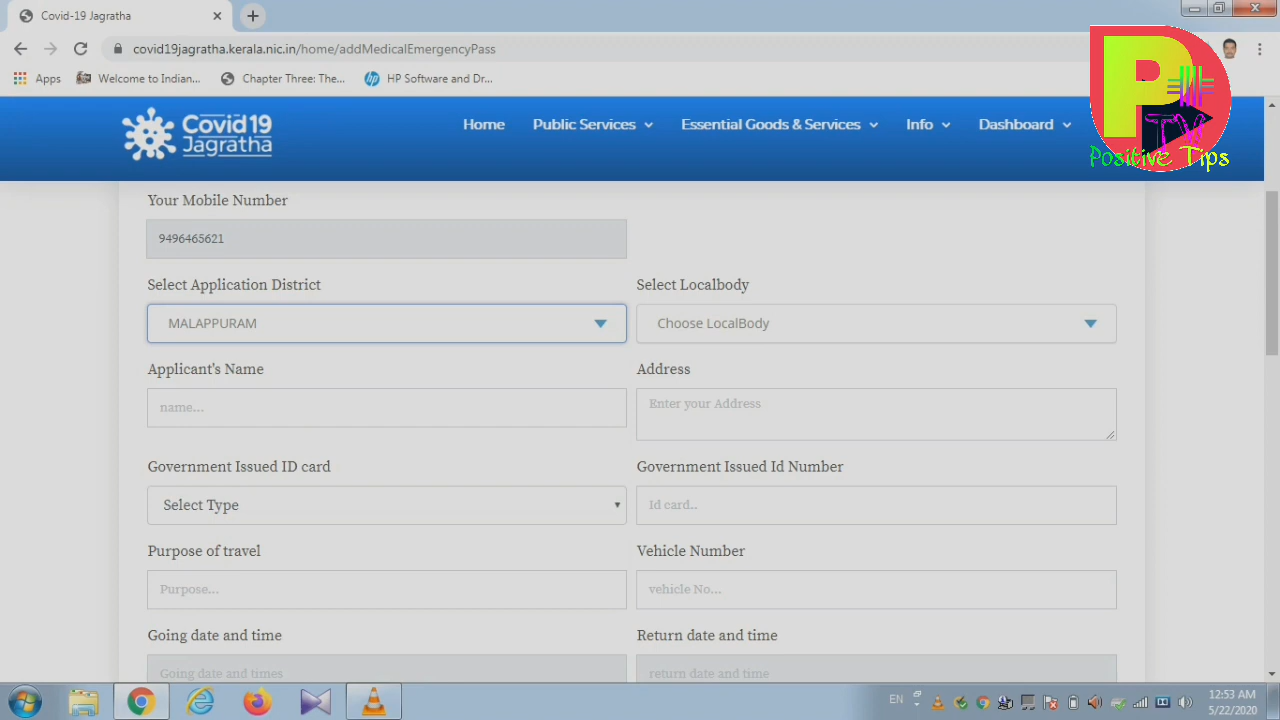 Covid-19 Jagratha
covid19jagratha.kerala.nic.in/home/addMedicalEmergencyPass
Apps Welcome to Indian... Chapter Three: The... HP Software and Dr...
Covid19 Jagratha
Home Public Services Essential Goods & Services Info Dashboard
P TV
Positive Tips
Your Mobile Number
9496465621
Select Application District Select Localbody
MALAPPURAM Choose LocalBody
Applicant's Name Address
name... Enter your Address
Government Issued ID card Government Issued Id Number
Select Type Id card..
Purpose of travel Vehicle Number
Purpose... vehicle No...
Going date and time Return date and time
Going date and times return date and time
EN 12:53 AM
5/22/2020